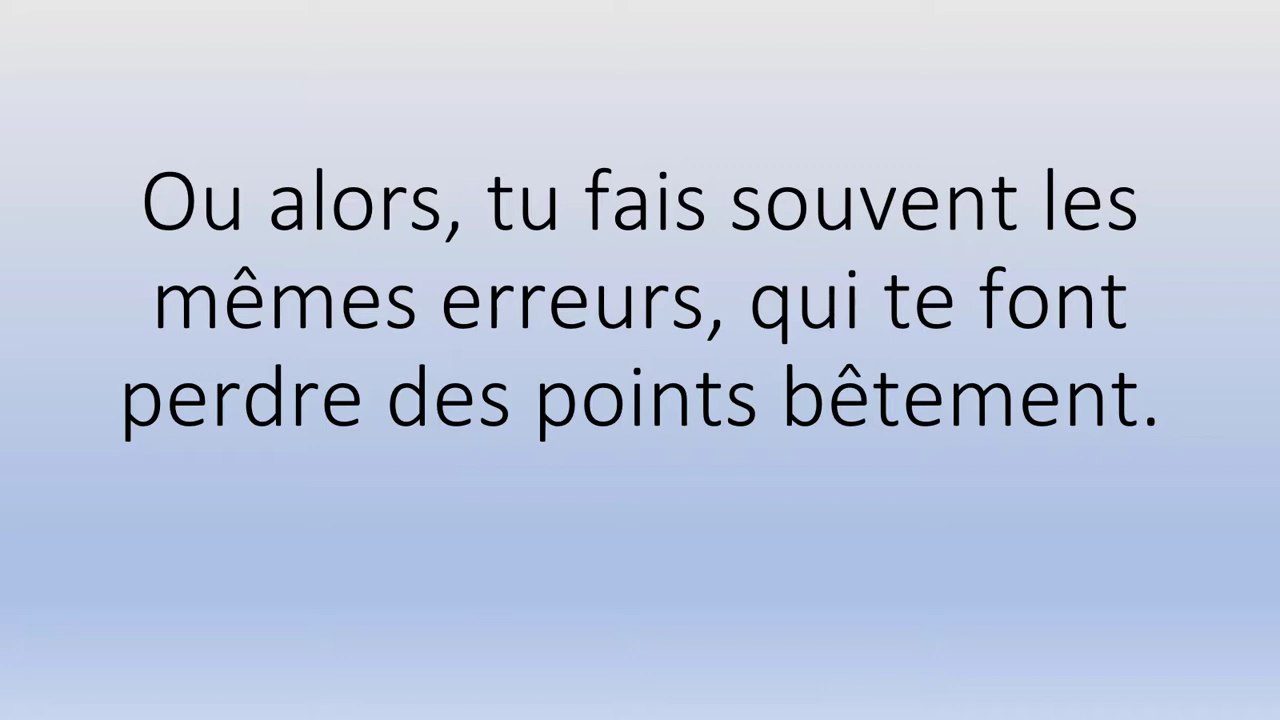 Ou alors, tu fais souvent les
mêmes erreurs, qui te font
perdre des points bêtement.